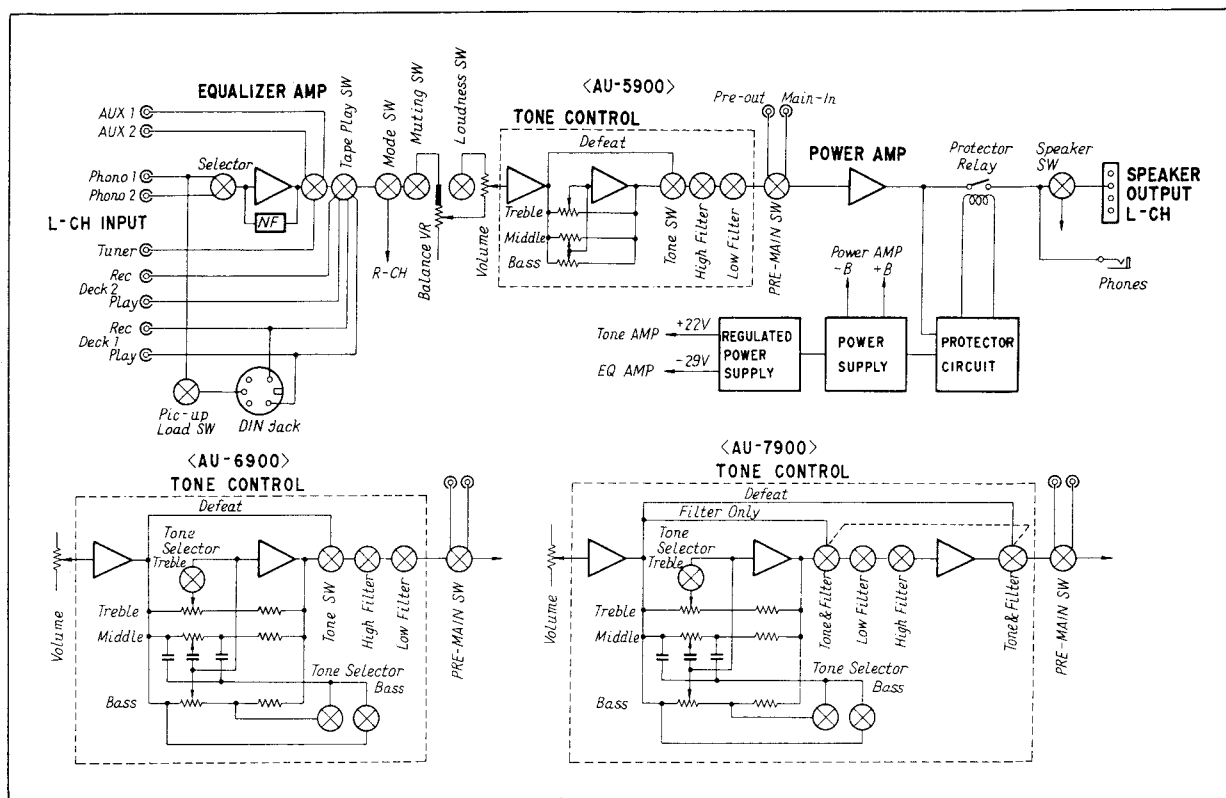 EQUALIZER AMP
AUX 1
AUX 2
Selector
Phono 1
Phono 2
NF
L-CH INPUT
Tuner
Rec
Deck 2
Play
Rec
Deck 1
Play
Pic-up
Load SW
DIN Jack
Tape Play SW
Mode SW
Muting SW
R-CH
Balance VR
Loudness SW
Volume
<AU-5900>
TONE CONTROL
Defeat
Treble
Middle
Bass
Tone SW
High Filter
Low Filter
Pre-out
Main-In
PRE-MAIN SW
POWER AMP
Protector
Relay
Speaker
SW
SPEAKER
OUTPUT
L-CH
Phones
Power AMP
-B
+B
Tone AMP
+22V
EQ AMP
-29V
REGULATED
POWER
SUPPLY
POWER
SUPPLY
PROTECTOR
CIRCUIT
<AU-6900>
TONE CONTROL
Defeat
Tone
Selector
Treble
Volume
Treble
Middle
Bass
Tone Selector
Bass
Tone SW
High Filter
Low Filter
PRE-MAIN SW
<AU-7900>
TONE CONTROL
Defeat
Filter Only
Tone
Selector
Treble
Volume
Treble
Middle
Bass
Tone Selector
Bass
Tone&Filter
Low Filter
High Filter
Tone&Filter
PRE-MAIN SW